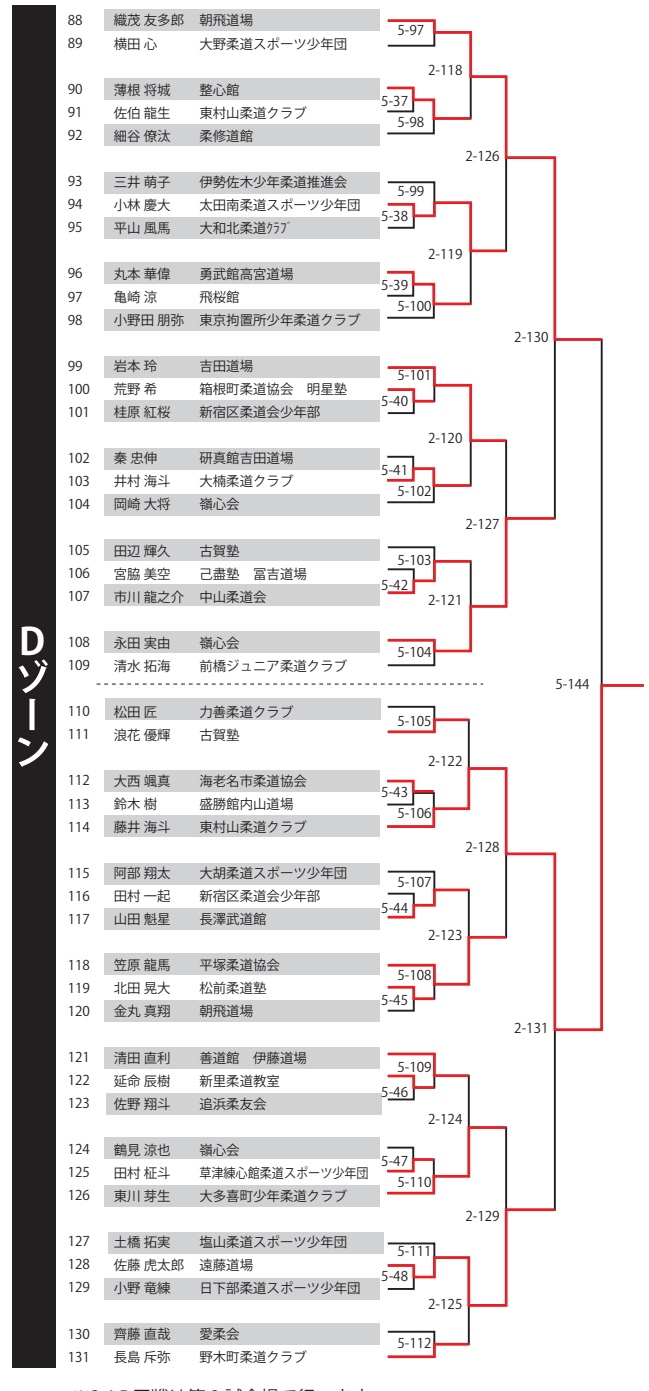 Dゾーン
88 織茂 友多郎 朝飛道場
5-97
89 横田 心 大野柔道スポーツ少年団
2-118
90 薄根 将城 整心館
5-37
91 佐伯 龍生 東村山柔道クラブ
5-98
92 細谷 僚汰 柔修道館
2-126
93 三井 萌子 伊勢佐木少年柔道推進会
5-99
94 小林 慶大 太田南柔道スポーツ少年団
5-38
95 平山 風馬 大和北柔道ｸﾗﾌﾞ
2-119
96 丸本 華偉 勇武館高宮道場
5-39
97 亀崎 涼 飛桜館
5-100
98 小野田 朋弥 東京拘置所少年柔道クラブ
2-130
99 岩本 玲 吉田道場
5-101
100 荒野 希 箱根町柔道協会 明星塾
5-40
101 桂原 紅桜 新宿区柔道会少年部
2-120
102 秦 忠伸 研真館吉田道場
5-41
103 井村 海斗 大楠柔道クラブ
5-102
104 岡崎 大将 嶺心会
2-127
105 田辺 輝久 古賀塾
5-103
106 宮脇 美空 己盡塾 冨吉道場
5-42
107 市川 龍之介 中山柔道会
2-121
108 永田 実由 嶺心会
5-104
109 清水 拓海 前橋ジュニア柔道クラブ
5-144
110 松田 匠 力善柔道クラブ
5-105
111 浪花 優輝 古賀塾
2-122
112 大西 颯真 海老名市柔道協会
5-43
113 鈴木 樹 盛勝館内山道場
5-106
114 藤井 海斗 東村山柔道クラブ
2-128
115 阿部 翔太 大胡柔道スポーツ少年団
5-107
116 田村 一起 新宿区柔道会少年部
5-44
117 山田 魁星 長澤武道館
2-123
118 笠原 龍馬 平塚柔道協会
5-108
119 北田 晃大 松前柔道塾
5-45
120 金丸 真翔 朝飛道場
2-131
121 清田 直利 善道館 伊藤道場
5-109
122 延命 辰樹 新里柔道教室
5-46
123 佐野 翔斗 追浜柔友会
2-124
124 鶴見 涼也 嶺心会
5-47
125 田村 柾斗 草津練心館柔道スポーツ少年団
5-110
126 東川 芽生 大多喜町少年柔道クラブ
2-129
127 土橋 拓実 塩山柔道スポーツ少年団
5-111
128 佐藤 虎太郎 遠藤道場
5-48
129 小野 竜練 日下部柔道スポーツ少年団
2-125
130 齊藤 直哉 愛柔会
5-112
131 長島 斥弥 野木町柔道クラブ